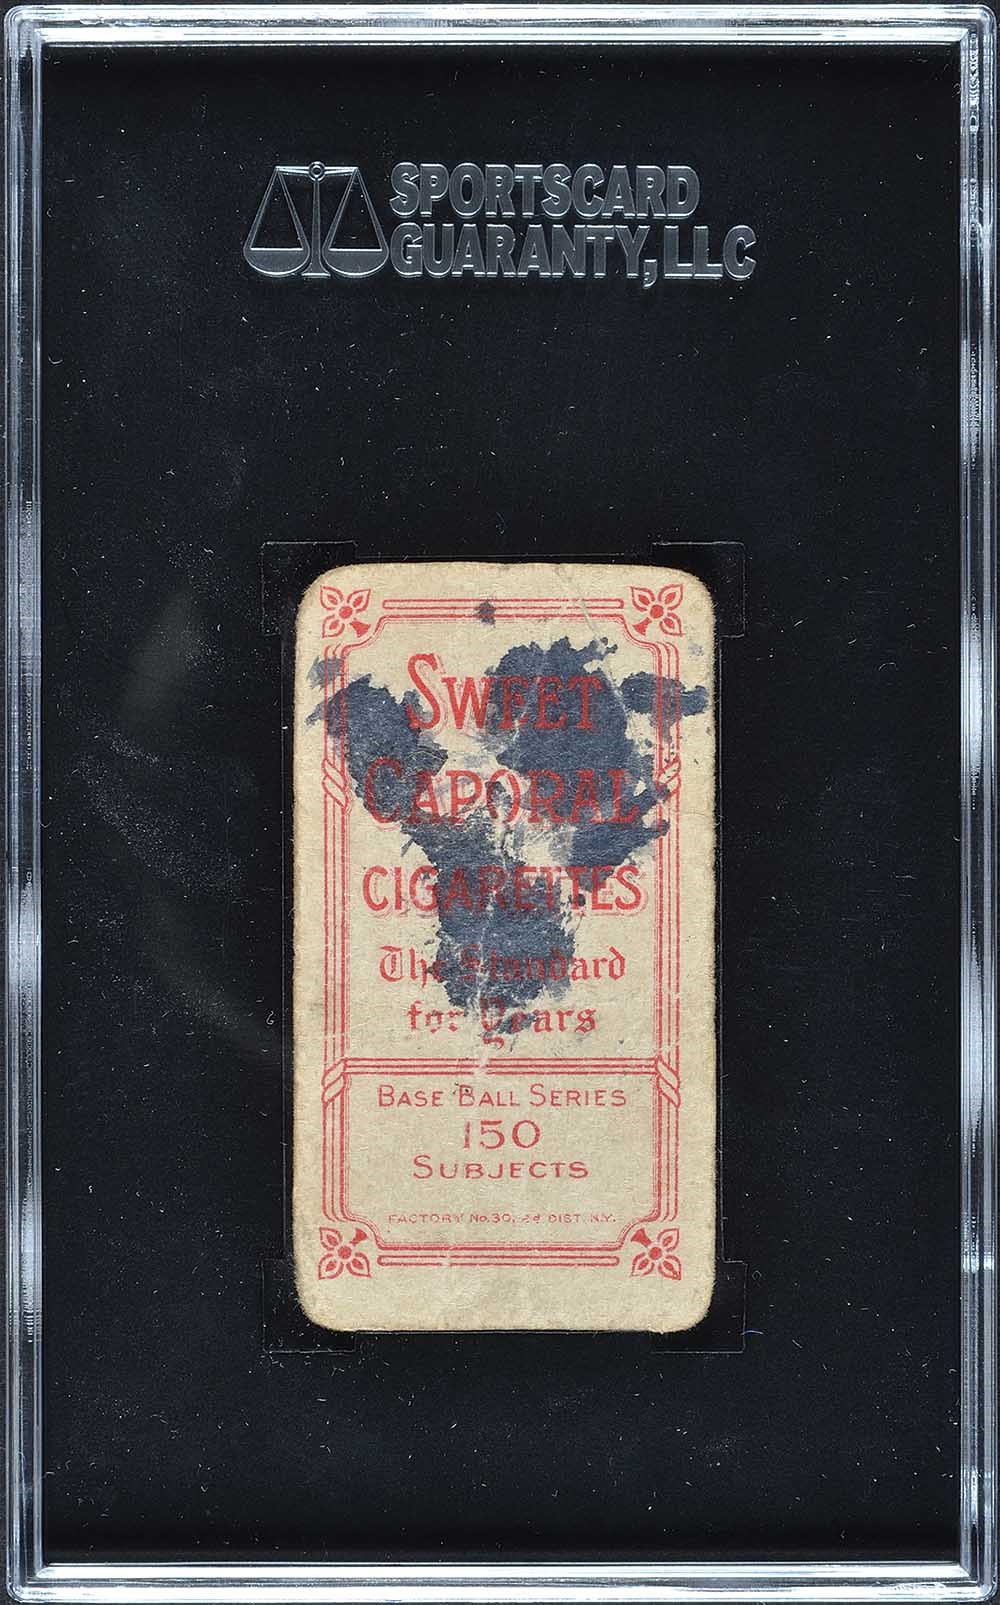 SPORTSCARD
GUARANTY, LLC
SWEET
CAPORAL
CIGARETTES
The Standard
for Years
BASE BALL SERIES
150
SUBJECTS
FACTORY No. 30, 2d DIST. N.Y.